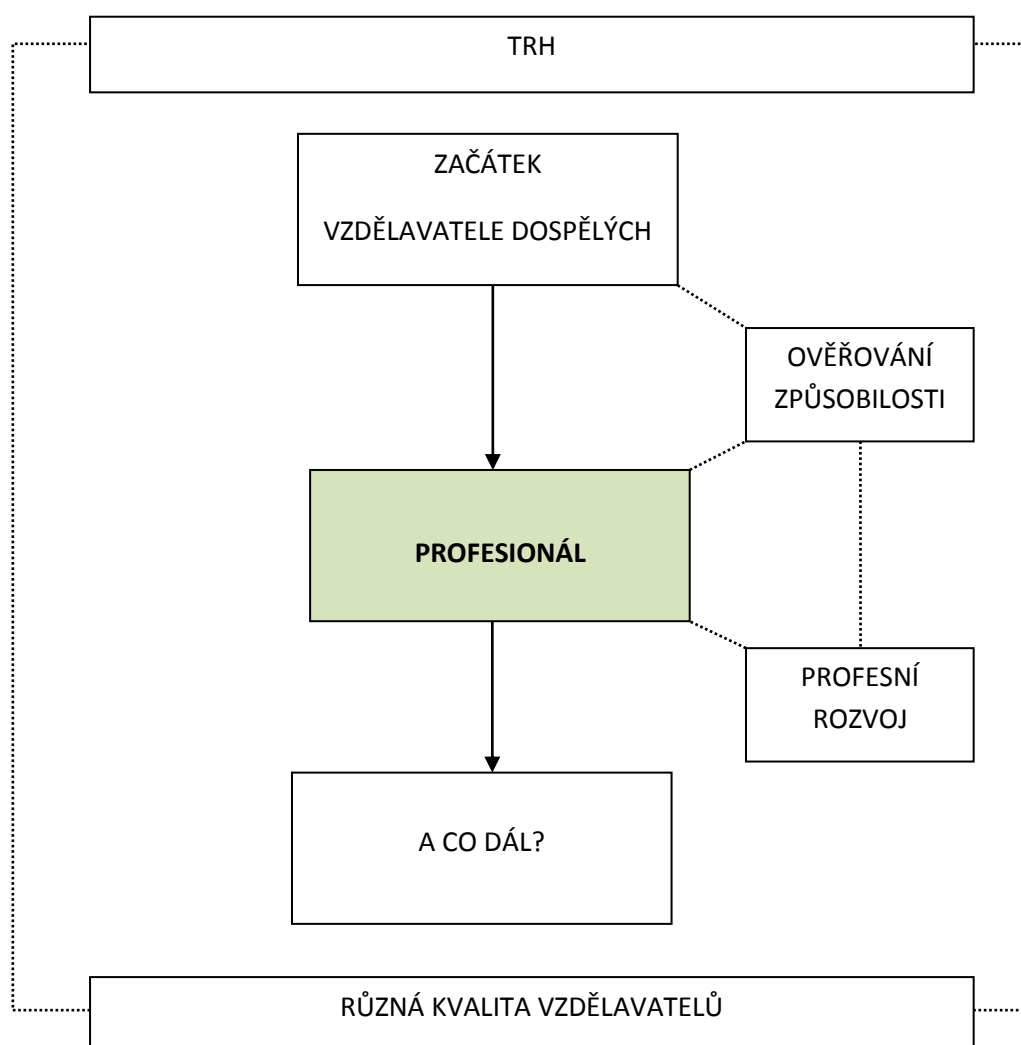 TRH
ZAČÁTEK
VZDĚLAVATELE DOSPĚLÝCH
OVĚŘOVÁNÍ
ZPŮSOBILOSTI
PROFESIONÁL
PROFESNÍ
ROZVOJ
A CO DÁL?
RŮZNÁ KVALITA VZDĚLAVATELŮ